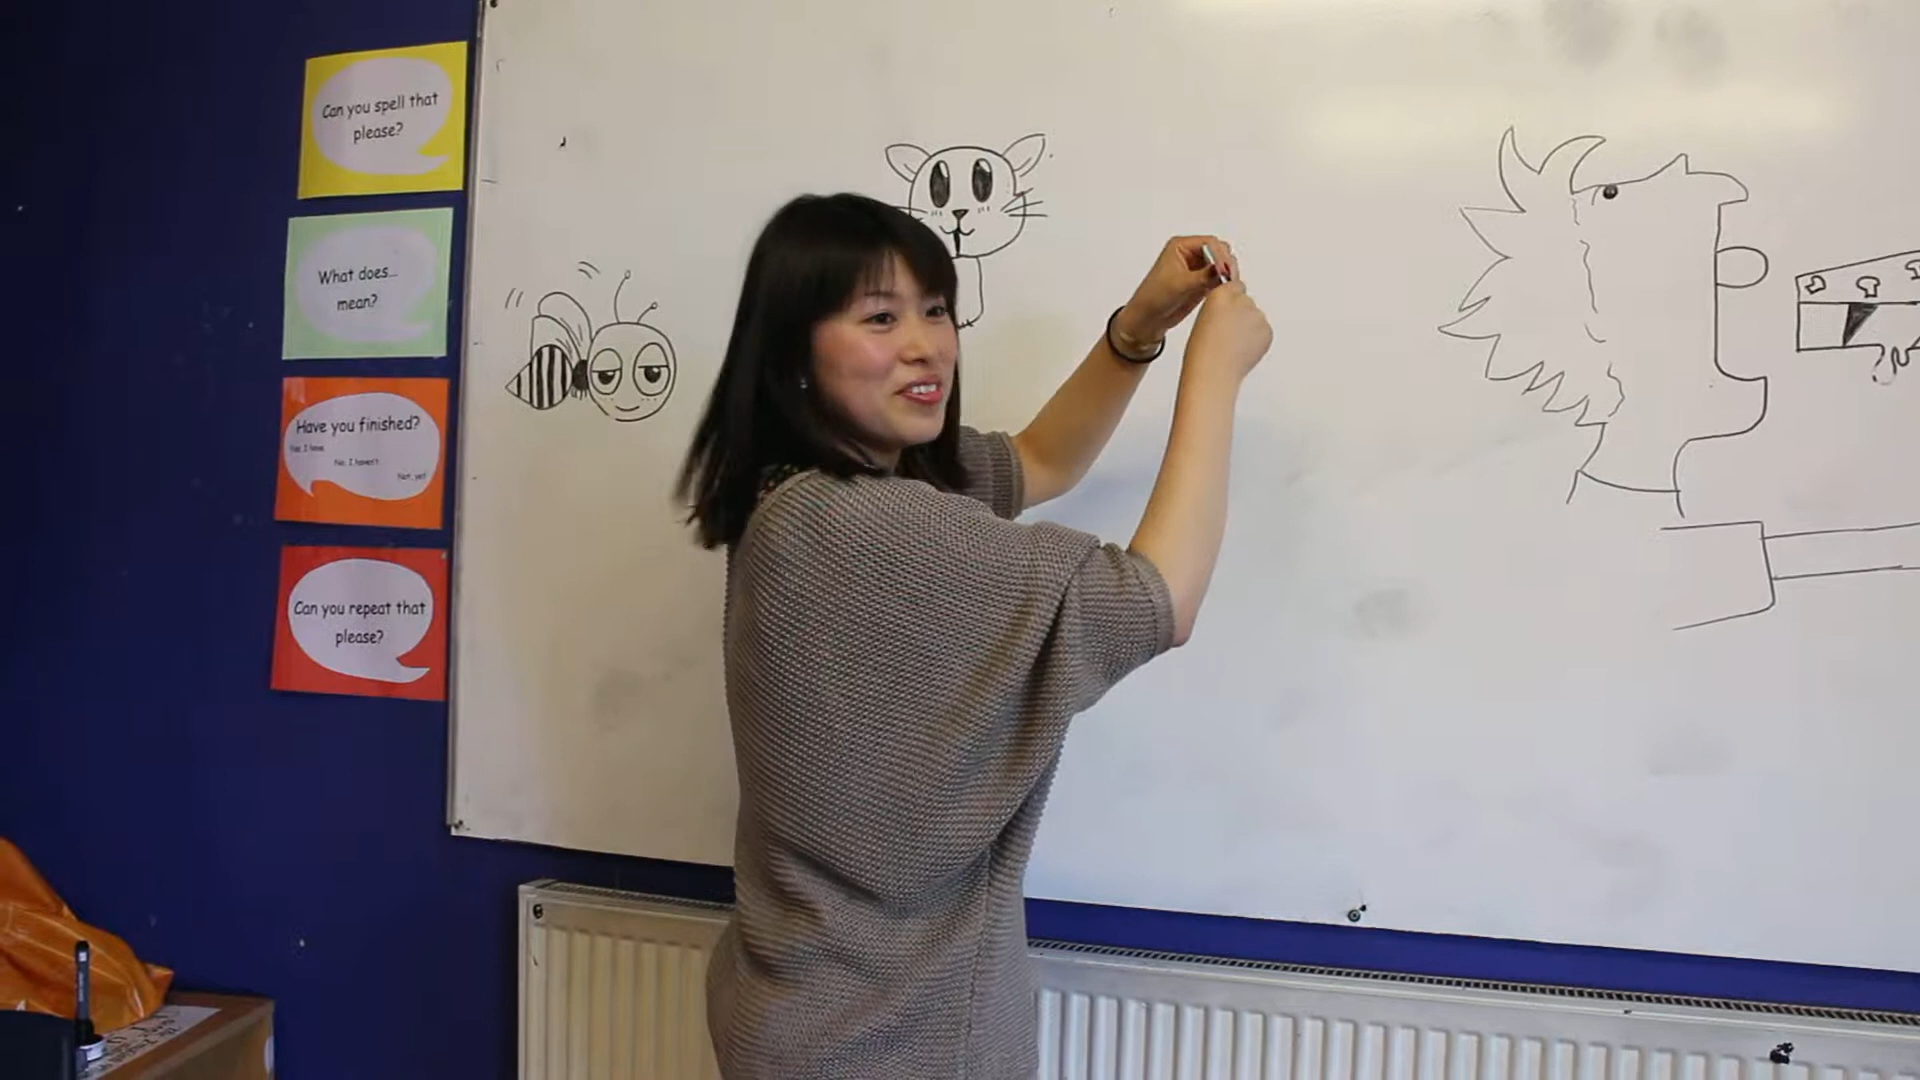 Can you spell that
please?
What does...
mean?
Have you finished?
Yes, I have.
No, I haven't
Not, yet
Can you repeat that
please?